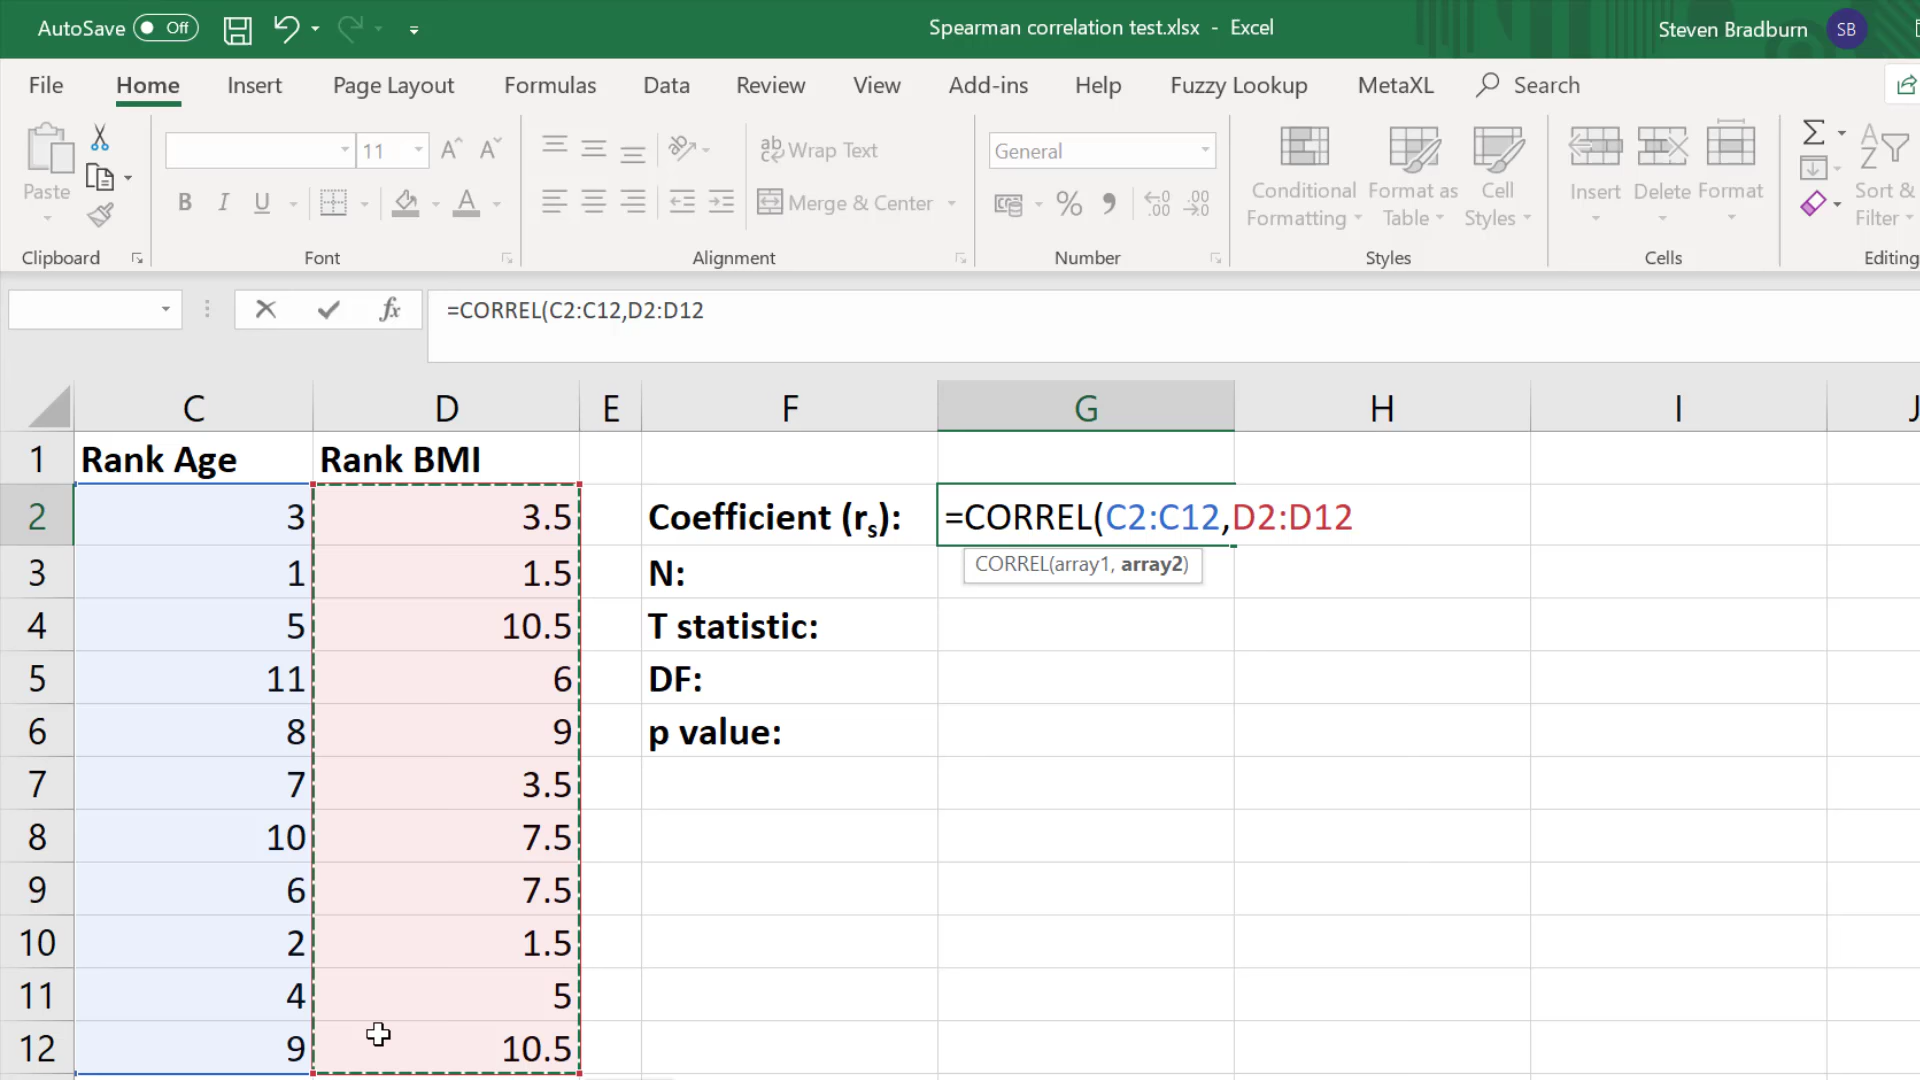 AutoSave Off Spearman correlation test.xlsx - Excel Steven Bradburn SB
File Home Insert Page Layout Formulas Data Review View Add-ins Help Fuzzy Lookup MetaXL Search
11 A A ab Wrap Text General
Paste B I U A Merge & Center % , Conditional Formatting Format as Table Cell Styles Insert Delete Format Sort & Filter
Clipboard Font Alignment Number Styles Cells Editing
fx =CORREL(C2:C12,D2:D12
C D E F G H I J
1 Rank Age Rank BMI
2 3 3.5 Coefficient (rs): =CORREL(C2:C12,D2:D12
CORREL(array1, array2)
3 1 1.5 N:
4 5 10.5 T statistic:
5 11 6 DF:
6 8 9 p value:
7 7 3.5
8 10 7.5
9 6 7.5
10 2 1.5
11 4 5
12 9 10.5